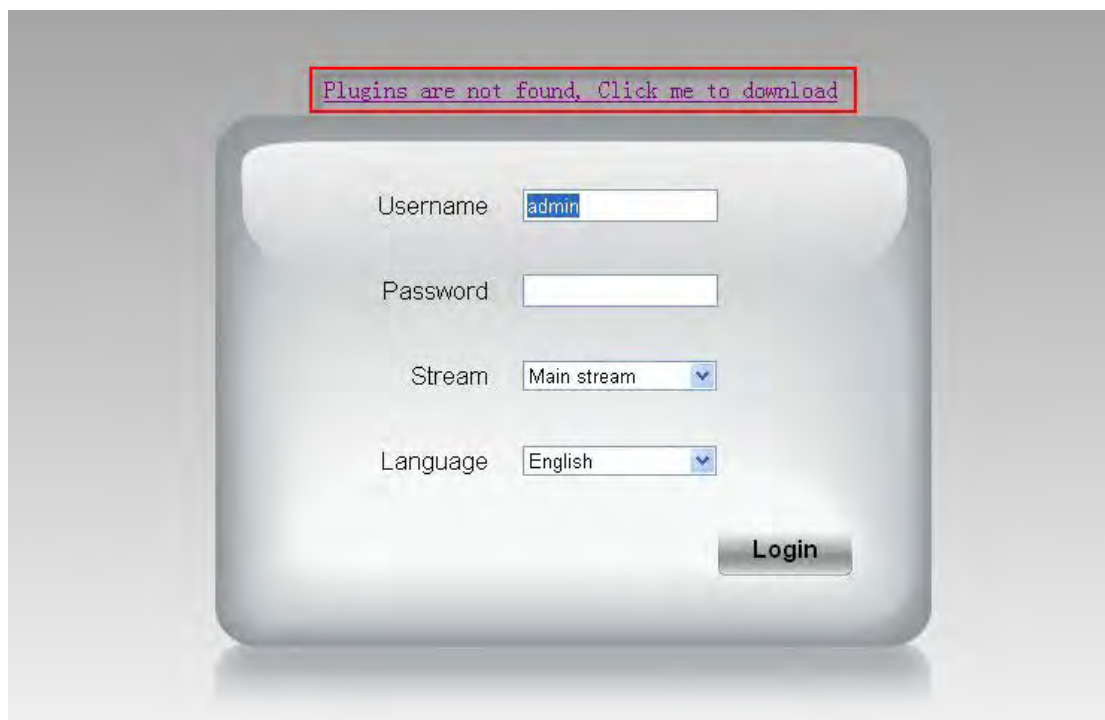 Plugins are not found, Click me to download
Username admin
Password
Stream Main stream
Language English
Login